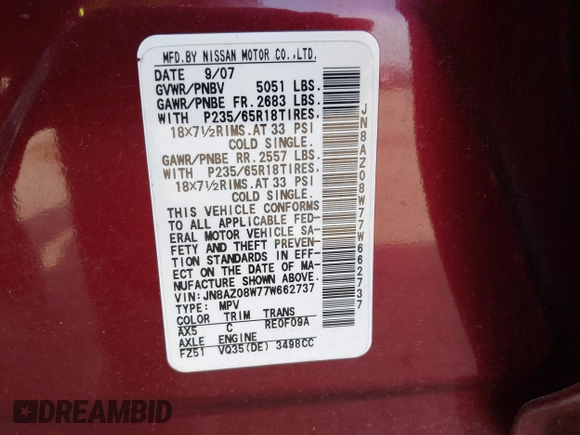 MFD.BY NISSAN MOTOR CO.,LTD.
DATE 9/07
GVWR/PNBV 5051 LBS.
GAWR/PNBE FR. 2683 LBS.
WITH P235/65R18TIRES.
18X7½RIMS.AT 33 PSI
COLD SINGLE.
GAWR/PNBE RR. 2557 LBS.
WITH P235/65R18TIRES.
18X7½RIMS.AT 33 PSI
COLD SINGLE.
THIS VEHICLE CONFORMS
TO ALL APPLICABLE FED-
ERAL MOTOR VEHICLE SA-
FETY AND THEFT PREVEN-
TION STANDARDS IN EFF-
ECT ON THE DATE OF MA-
NUFACTURE SHOWN ABOVE.
VIN:JN8AZ08W77W662737
TYPE: MPV
COLOR TRIM TRANS
AX5 C RE0F09A
AXLE ENGINE
FZ51 VQ35(DE) 3498CC
JN8AZ08W77W662737
DREAMBID